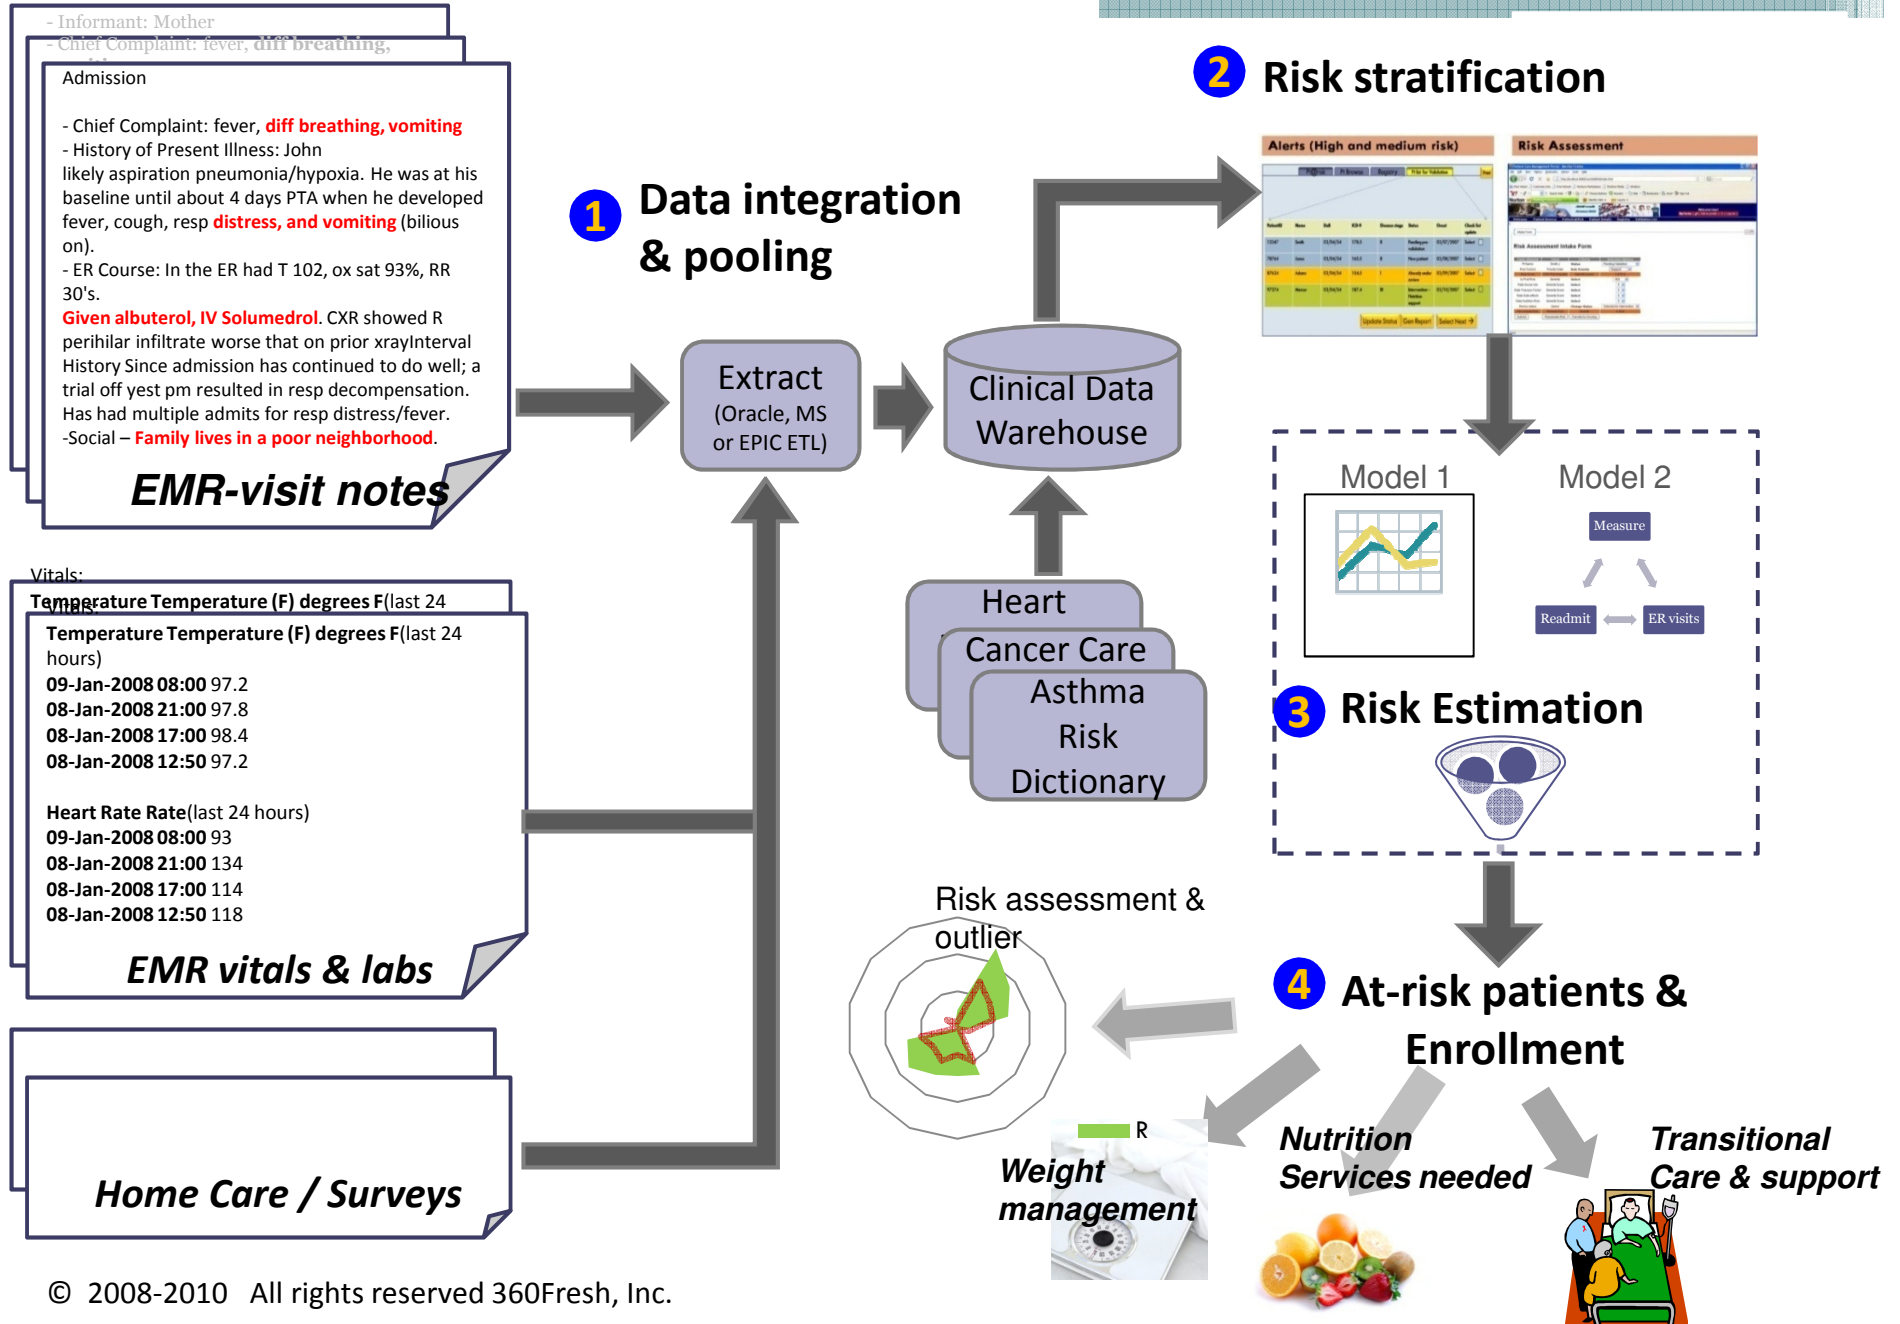 - Informant: Mother
- Chief Complaint: fever, diff breathing,
Admission
- Chief Complaint: fever, diff breathing, vomiting
- History of Present Illness: John
likely aspiration pneumonia/hypoxia. He was at his
baseline until about 4 days PTA when he developed
fever, cough, resp distress, and vomiting (bilious
on).
- ER Course: In the ER had T 102, ox sat 93%, RR
30's.
Given albuterol, IV Solumedrol. CXR showed R
perihilar infiltrate worse that on prior xrayInterval
History Since admission has continued to do well; a
trial off yest pm resulted in resp decompensation.
Has had multiple admits for resp distress/fever.
-Social – Family lives in a poor neighborhood.
EMR-visit notes
Vitals:
Temperature Temperature (F) degrees F(last 24
Vitals:
Temperature Temperature (F) degrees F(last 24
hours)
09-Jan-2008 08:00 97.2
08-Jan-2008 21:00 97.8
08-Jan-2008 17:00 98.4
08-Jan-2008 12:50 97.2
Heart Rate Rate(last 24 hours)
09-Jan-2008 08:00 93
08-Jan-2008 21:00 134
08-Jan-2008 17:00 114
08-Jan-2008 12:50 118
EMR vitals & labs
Home Care / Surveys
1 Data integration
& pooling
Extract
(Oracle, MS
or EPIC ETL)
Clinical Data
Warehouse
Heart
Cancer Care
Asthma
Risk
Dictionary
2 Risk stratification
Alerts (High and medium risk)
Registry
Update Status Gen Report Select Next
Risk Assessment
Risk Assessment Intake Form
Model 1
Model 2
Measure
Readmit
ER visits
3 Risk Estimation
4 At-risk patients &
Enrollment
Risk assessment &
outlier
R
Weight
management
Nutrition
Services needed
Transitional
Care & support
© 2008-2010 All rights reserved 360Fresh, Inc.